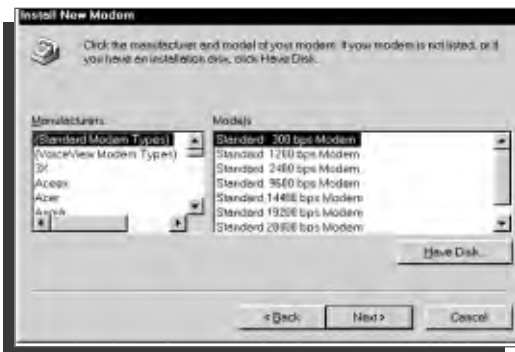 Install New Modem
Click the manufacturer and model of your modem. If your modem is not listed, or if
you have an installation disk, click Have Disk.
Manufacturers:
Models:
(Standard Modem Types)
(VoiceView Modem Types)
3X
Aceex
Acer
Standard 300 bps Modem
Standard 1200 bps Modem
Standard 2400 bps Modem
Standard 9600 bps Modem
Standard 14400 bps Modem
Standard 19200 bps Modem
Standard 28800 bps Modem
Have Disk...
< Back
Next >
Cancel